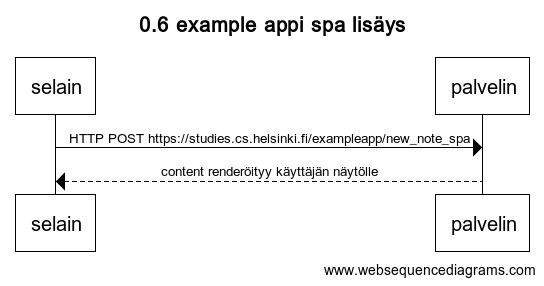 0.6 example appi spa lisäys
selain
palvelin
HTTP POST https://studies.cs.helsinki.fi/exampleapp/new_note_spa
content renderöityy käyttäjän näytölle
selain
palvelin
www.websequencediagrams.com